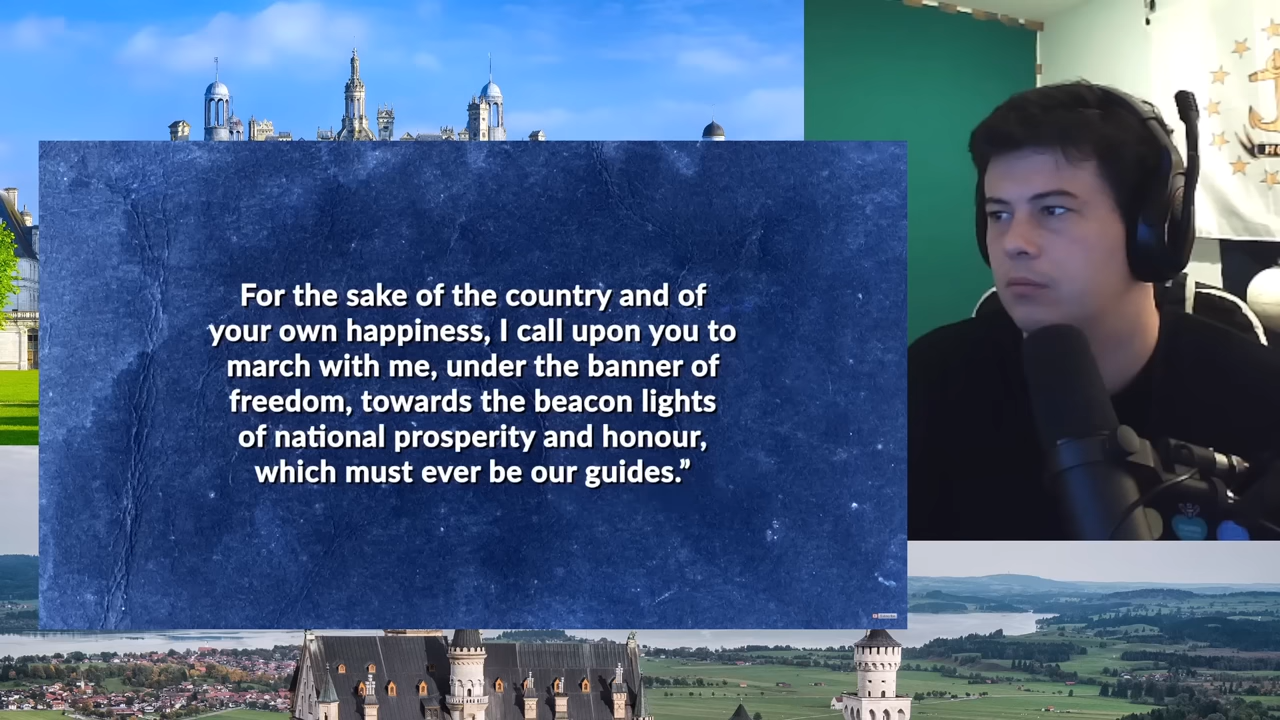 For the sake of the country and of
your own happiness, I call upon you to
march with me, under the banner of
freedom, towards the beacon lights
of national prosperity and honour,
which must ever be our guides.”